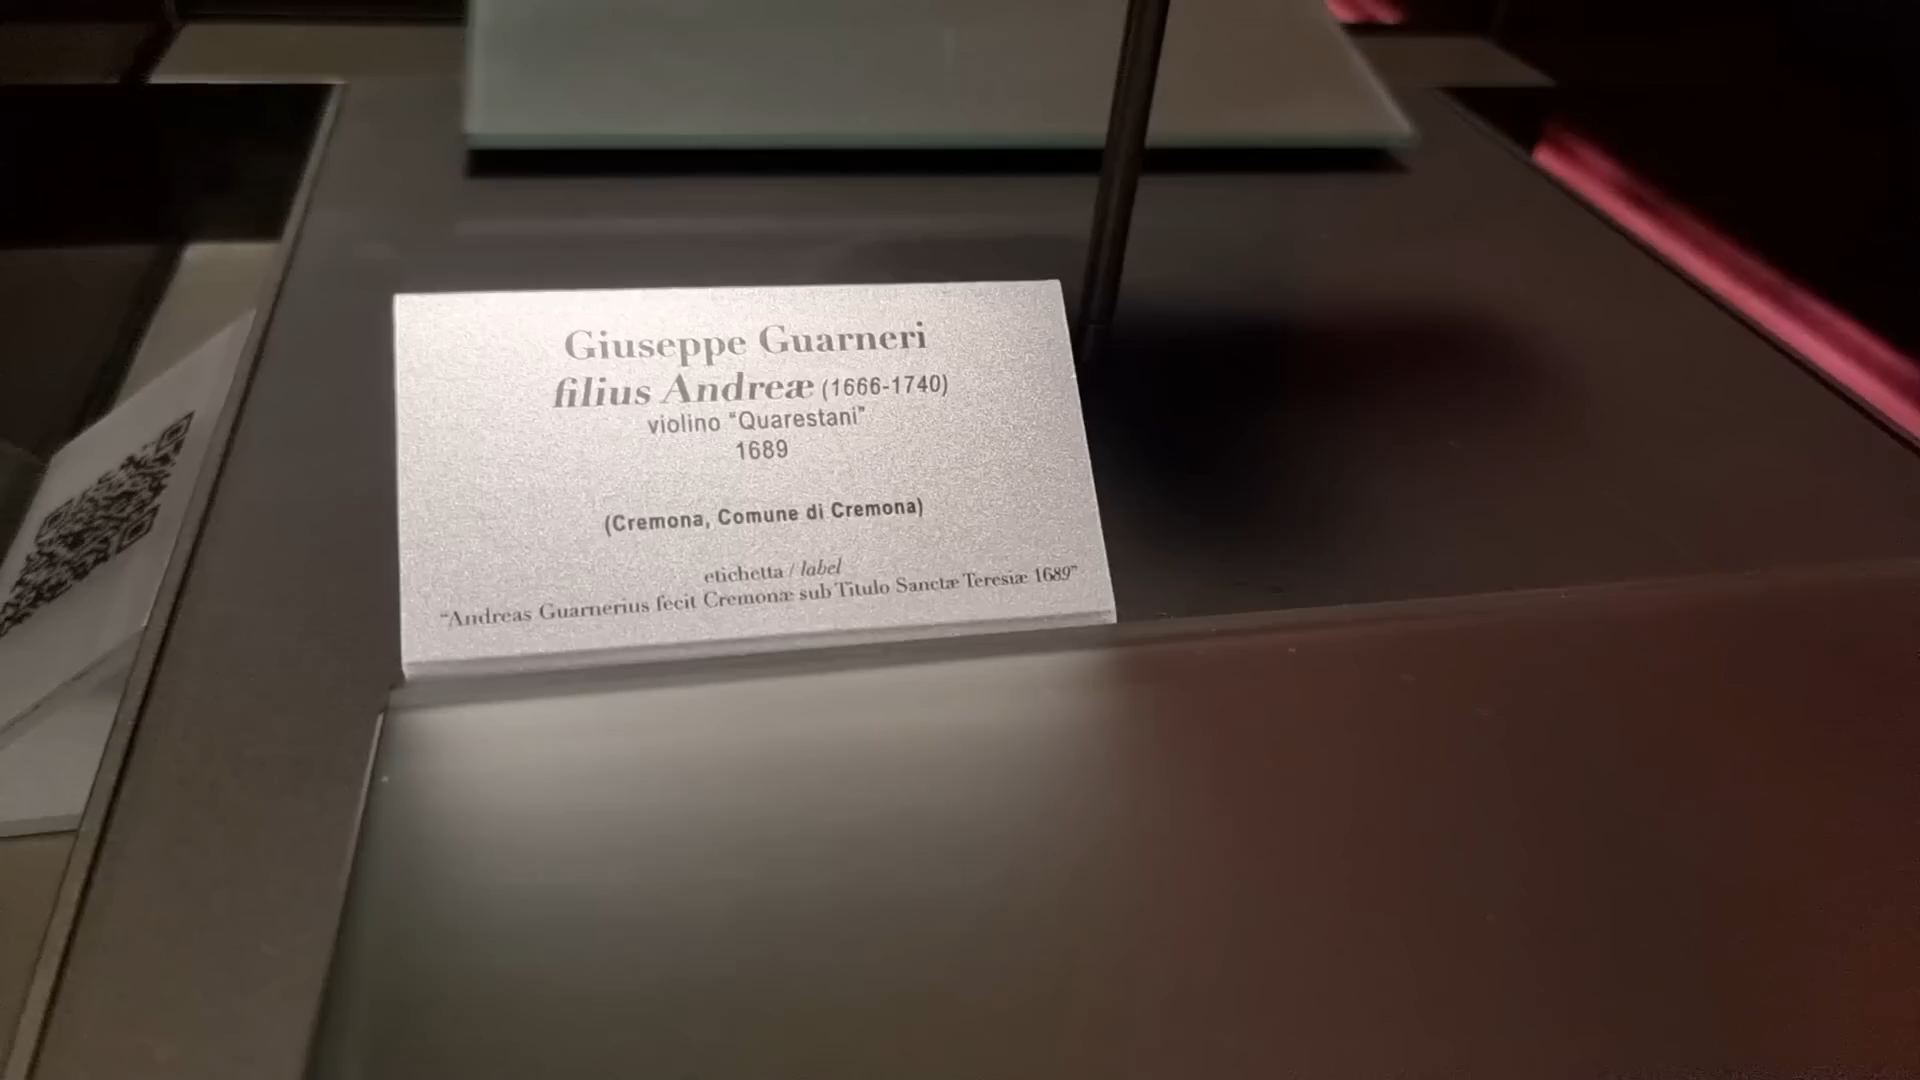 Giuseppe Guarneri
filius Andreæ (1666-1740)
violino "Quarestani"
1689
(Cremona, Comune di Cremona)
etichetta / label
"Andreas Guarnerius fecit Cremonæ sub Titulo Sanctæ Teresiæ 1689"